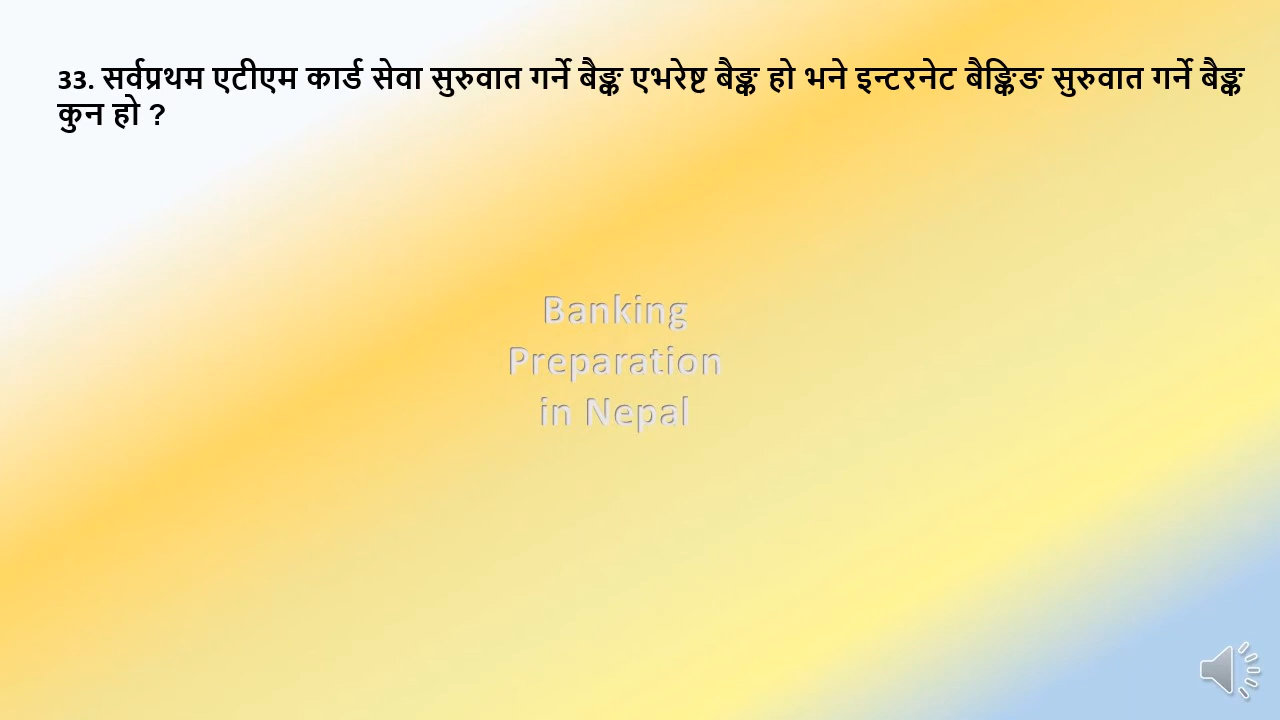 33. सर्वप्रथम एटीएम कार्ड सेवा सुरुवात गर्ने बैङ्क एभरेष्ट बैङ्क हो भने इन्टरनेट बैङ्किङ सुरुवात गर्ने बैङ्क
कुन हो ?
Banking
Preparation
in Nepal